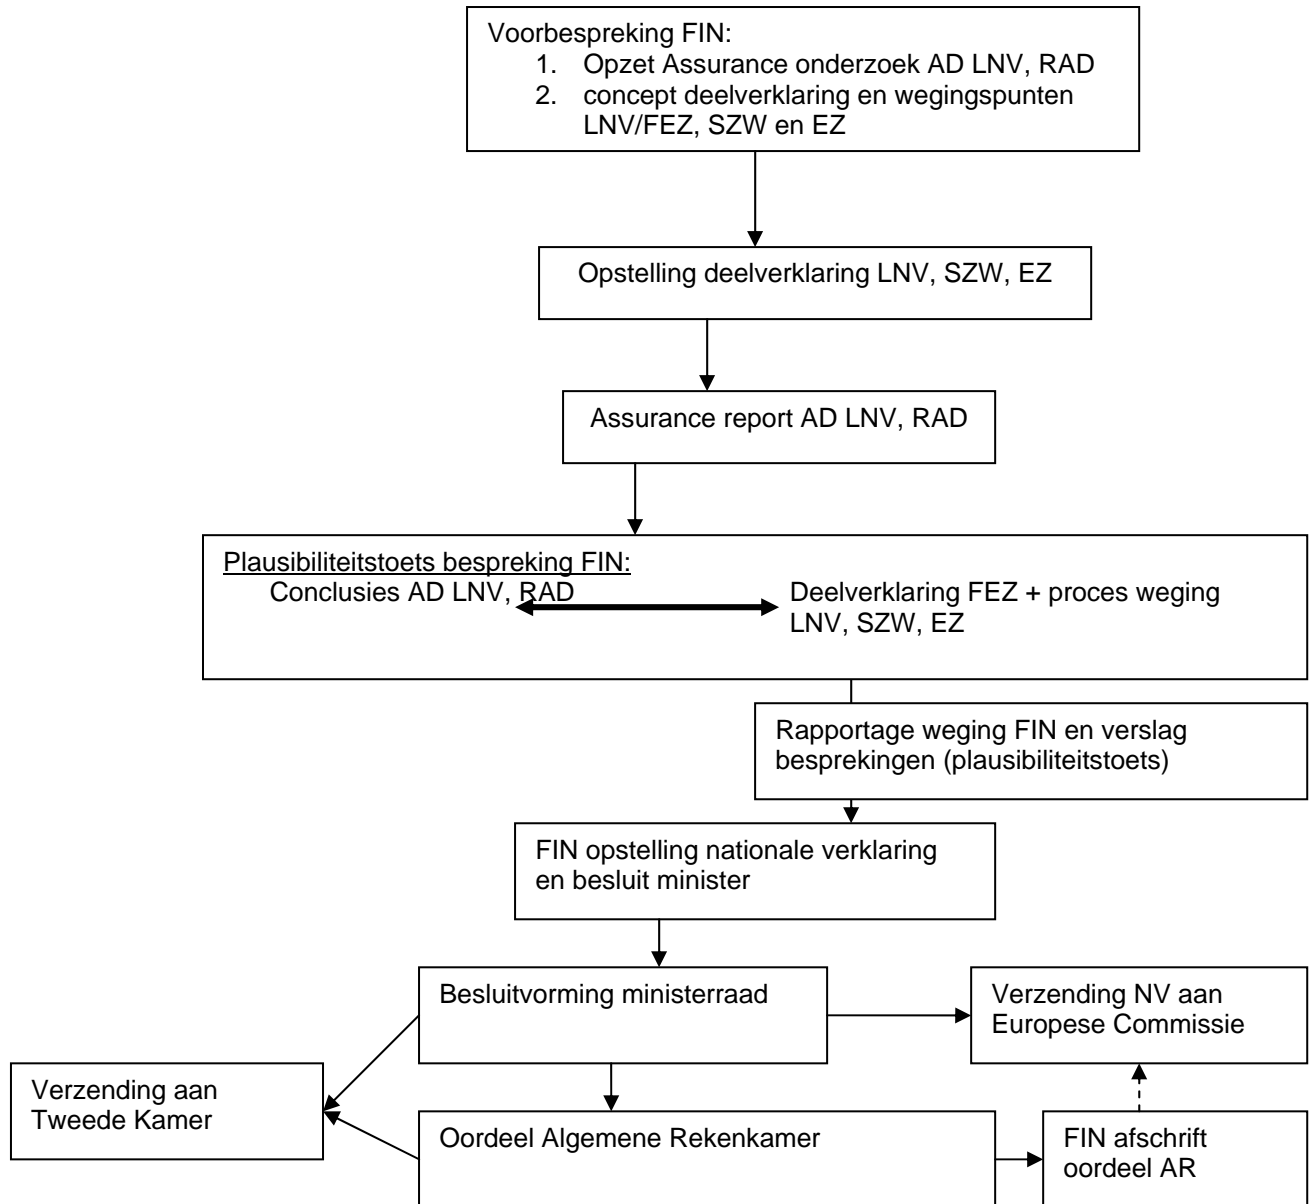 Voorbespreking FIN:
1. Opzet Assurance onderzoek AD LNV, RAD
2. concept deelverklaring en wegingspunten
LNV/FEZ, SZW en EZ
Opstelling deelverklaring LNV, SZW, EZ
Assurance report AD LNV, RAD
Plausibiliteitstoets bespreking FIN:
Conclusies AD LNV, RAD
Deelverklaring FEZ + proces weging
LNV, SZW, EZ
Rapportage weging FIN en verslag
besprekingen (plausibiliteitstoets)
FIN opstelling nationale verklaring
en besluit minister
Besluitvorming ministerraad
Verzending NV aan
Europese Commissie
Verzending aan
Tweede Kamer
Oordeel Algemene Rekenkamer
FIN afschrift
oordeel AR